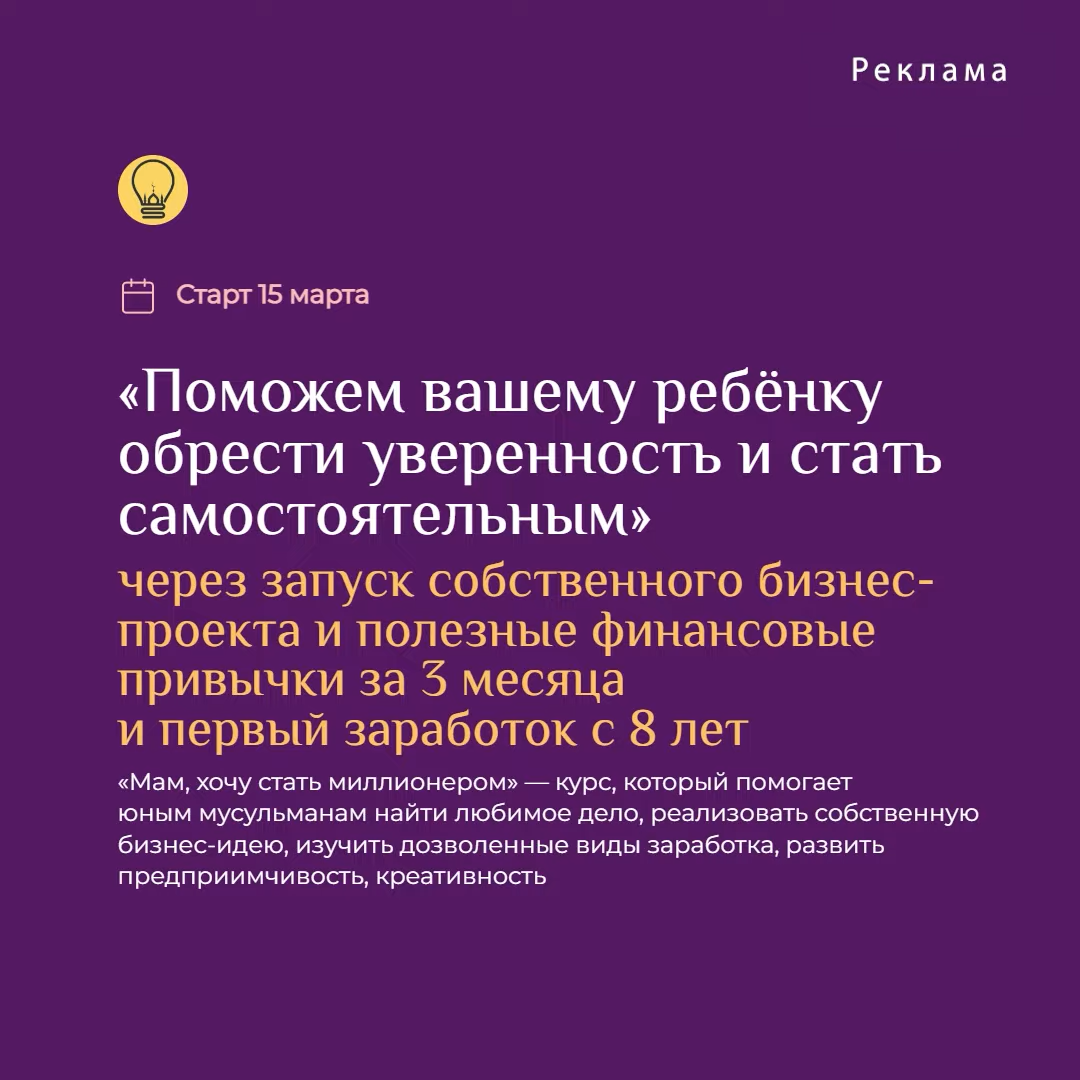 Реклама
Старт 15 марта
«Поможем вашему ребёнку
обрести уверенность и стать
самостоятельным»
через запуск собственного бизнес-
проекта и полезные финансовые
привычки за 3 месяца
и первый заработок с 8 лет
«Мам, хочу стать миллионером» — курс, который помогает
юным мусульманам найти любимое дело, реализовать собственную
бизнес-идею, изучить дозволенные виды заработка, развить
предприимчивость, креативность